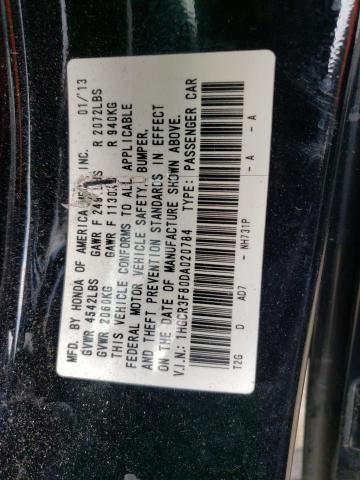 MFD. BY HONDA OF AMERICA INC. 01/'13
GVWR 4542LBS GAWR F LBS R 2072LBS
GVWR 2060KG GAWR F 1130 R 940KG
THIS VEHICLE CONFORMS TO ALL APPLICABLE
FEDERAL MOTOR VEHICLE SAFETY, BUMPER,
AND THEFT PREVENTION STANDARDS IN EFFECT
ON THE DATE OF MANUFACTURE SHOWN ABOVE.
V.I.N.: 1HGCR3F80DA020784 TYPE: PASSENGER CAR
T2G D AD7 - NH731P - A - A